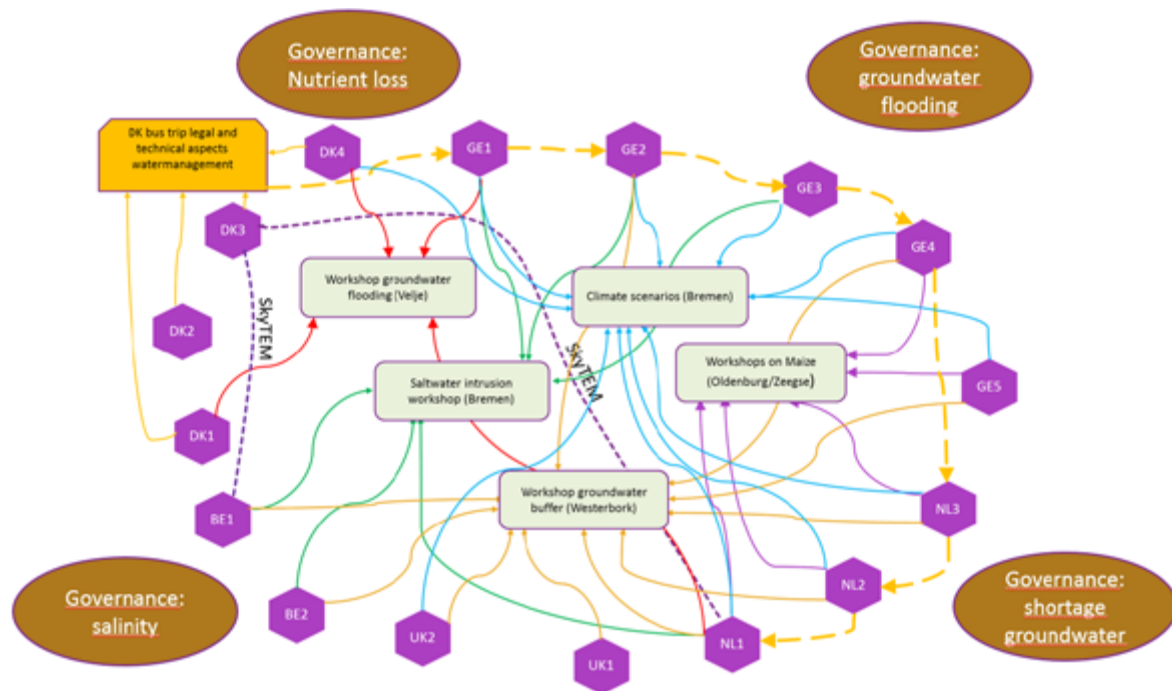 Governance:
Nutrient loss
Governance:
groundwater
flooding
DK bus trip legal and
technical aspects
watermanagement
DK4
GE1
GE2
GE3
DK3
GE4
Workshop groundwater
flooding (Velje)
Climate scenarios (Bremen)
SkyTEM
DK2
SkyTEM
Workshops on Maize
(Oldenburg/Zeegse)
GE5
Saltwater intrusion
workshop (Bremen)
DK1
Workshop groundwater
buffer (Westerbork)
BE1
NL3
Governance:
salinity
BE2
UK2
UK1
NL1
NL2
Governance:
shortage
groundwater